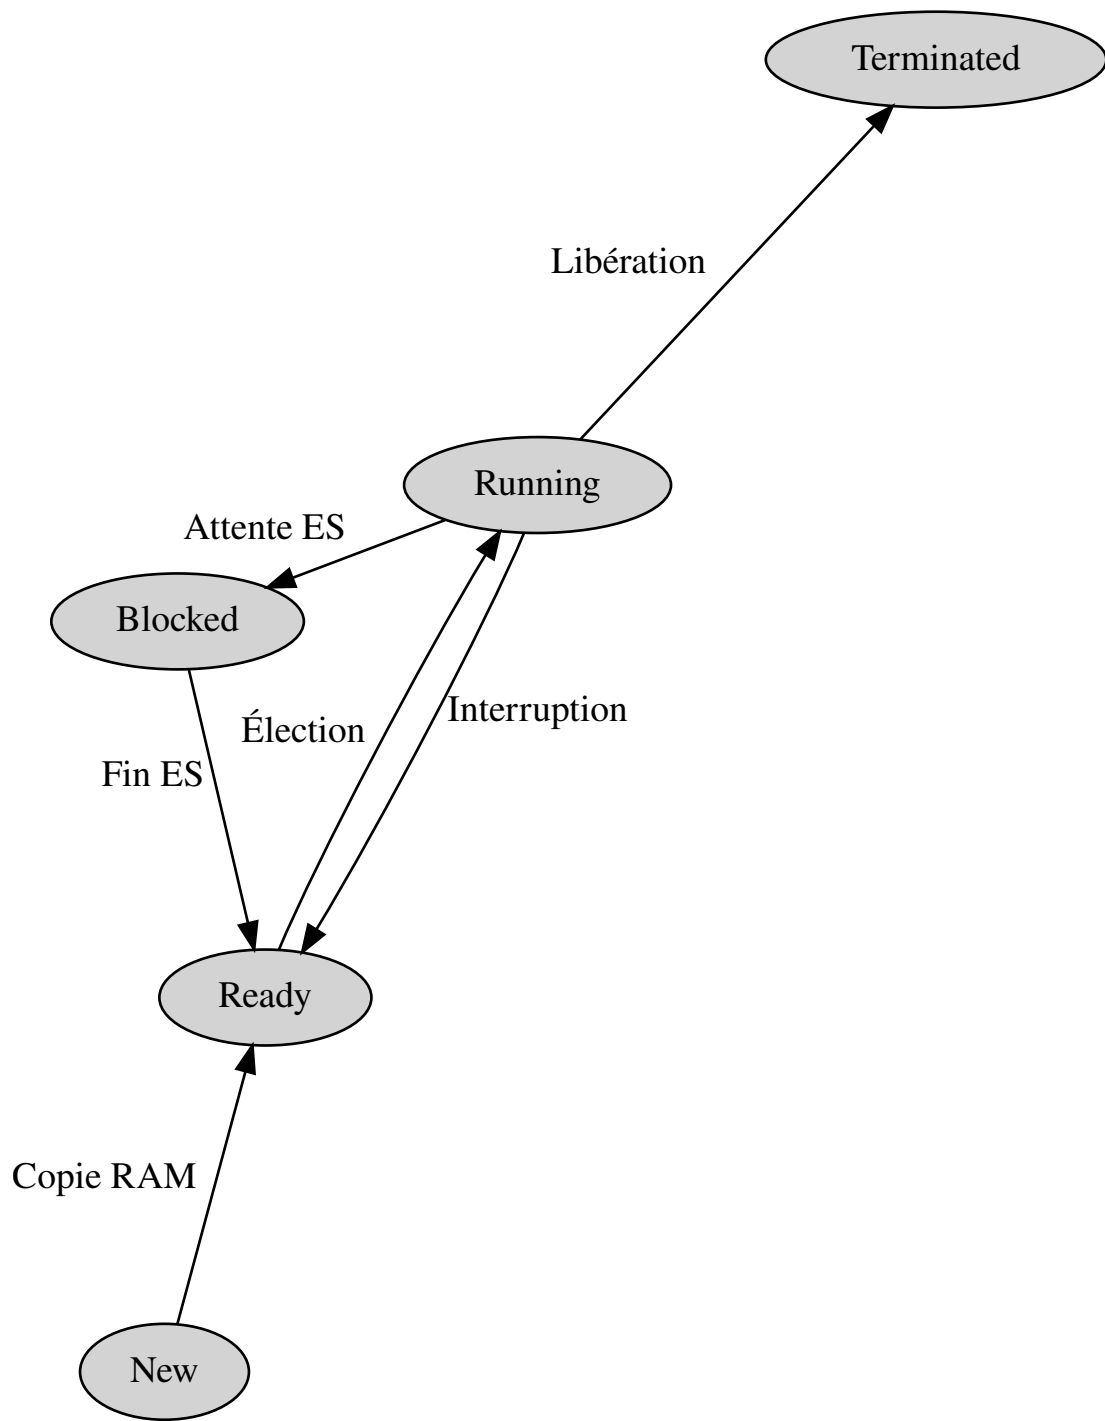 Terminated
Libération
Running
Attente ES
Blocked
Interruption
Élection
Fin ES
Ready
Copie RAM
New